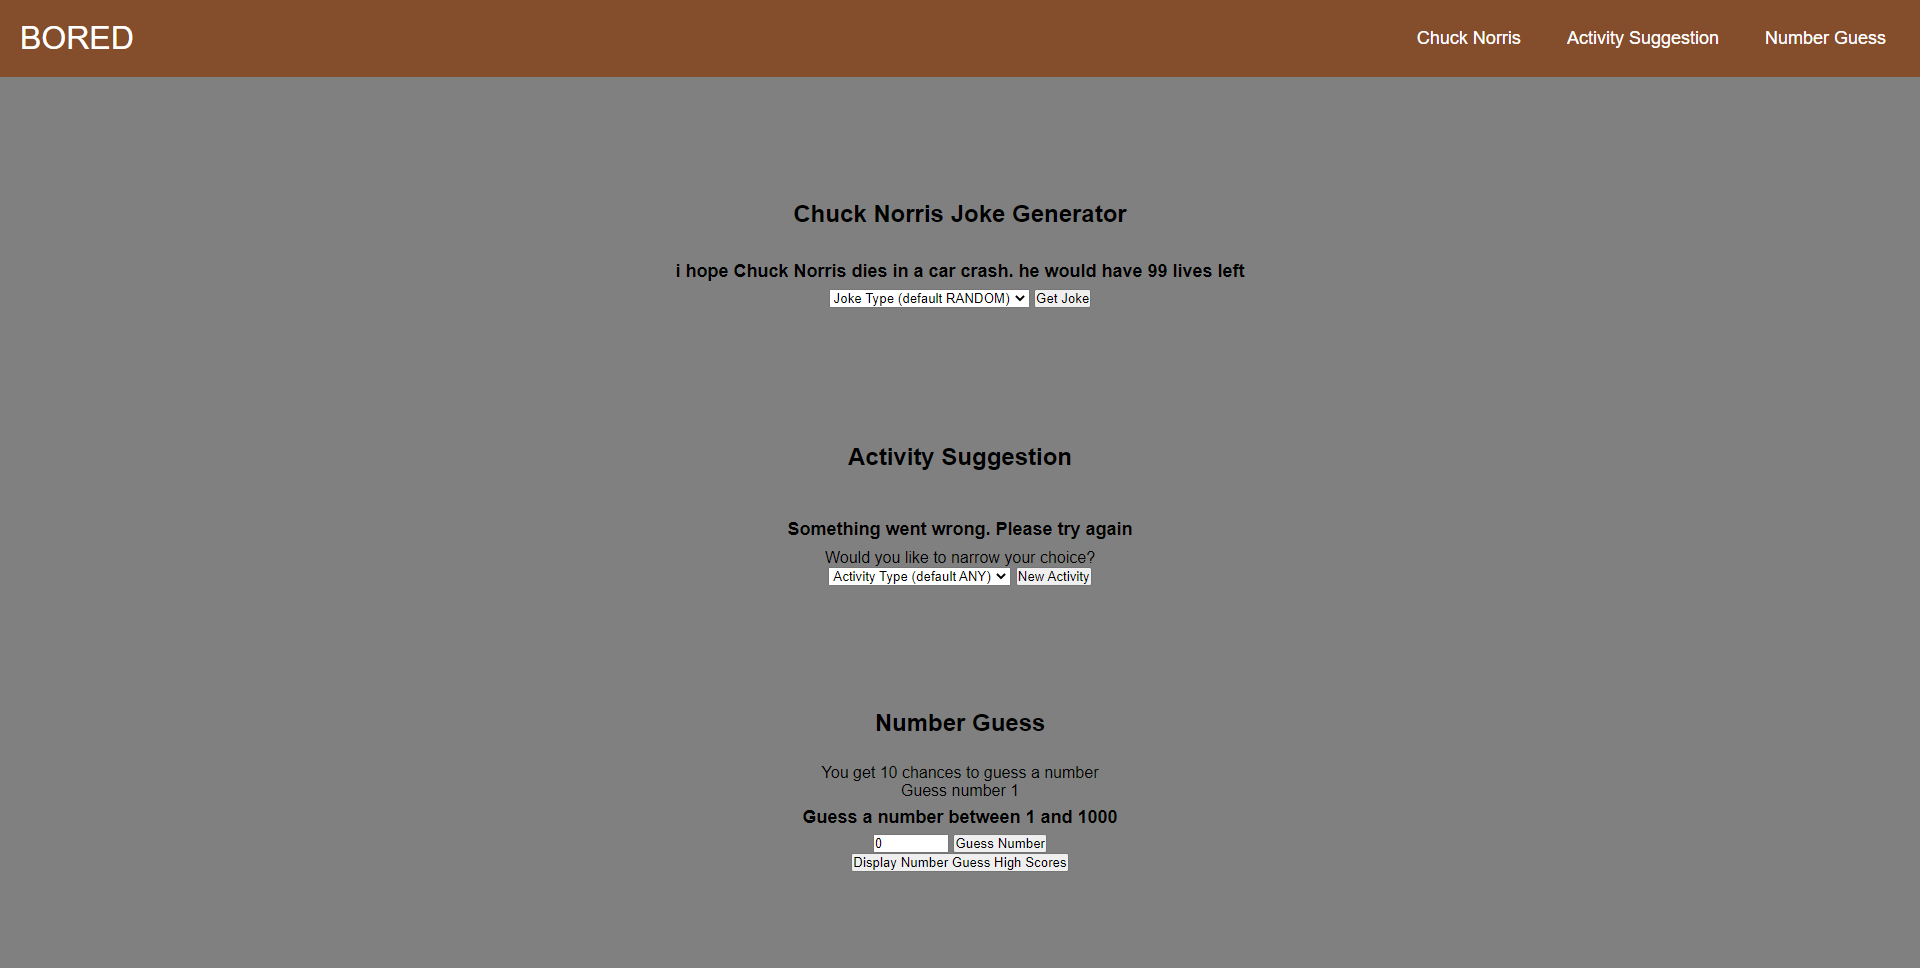 BORED
Chuck Norris
Activity Suggestion
Number Guess
Chuck Norris Joke Generator
i hope Chuck Norris dies in a car crash. he would have 99 lives left
Joke Type (default RANDOM) Get Joke
Activity Suggestion
Something went wrong. Please try again
Would you like to narrow your choice?
Activity Type (default ANY) New Activity
Number Guess
You get 10 chances to guess a number
Guess number 1
Guess a number between 1 and 1000
0 Guess Number
Display Number Guess High Scores